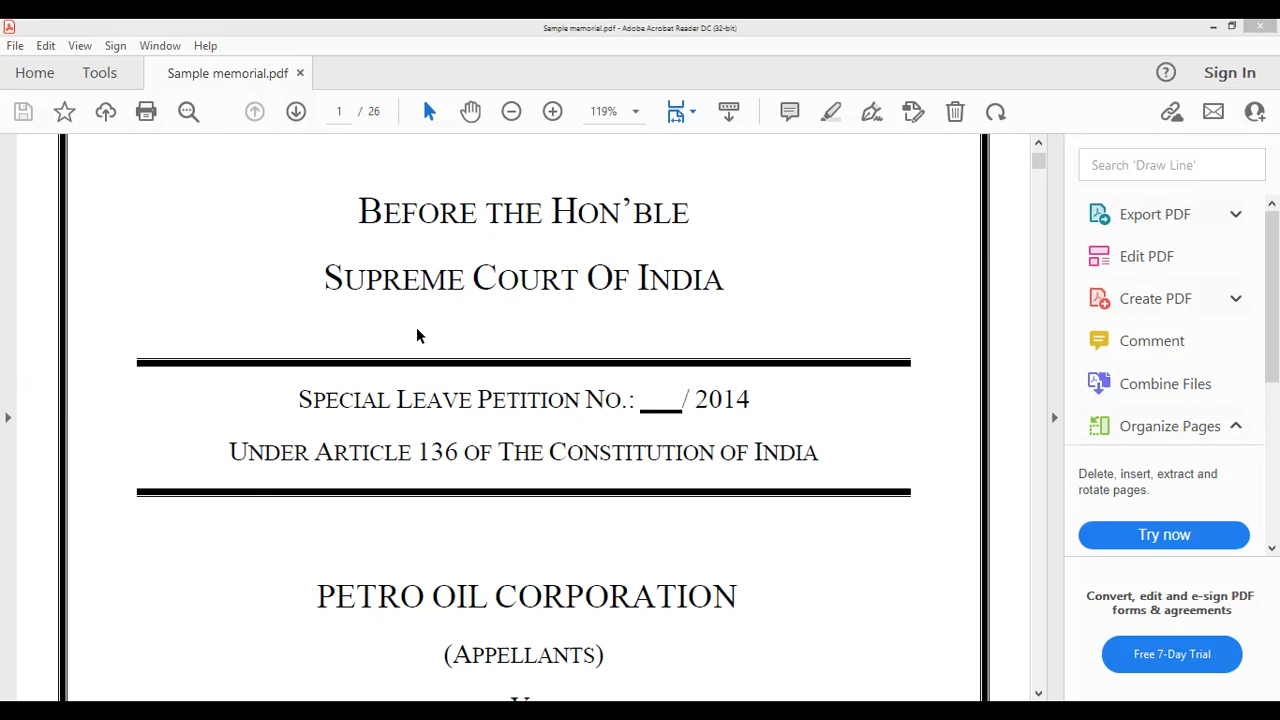 Sample memorial.pdf - Adobe Acrobat Reader DC (32-bit)
File Edit View Sign Window Help
Home Tools Sample memorial.pdf × Sign In
1 / 26 119%
BEFORE THE HON’BLE
SUPREME COURT OF INDIA
SPECIAL LEAVE PETITION NO.: ___/ 2014
UNDER ARTICLE 136 OF THE CONSTITUTION OF INDIA
PETRO OIL CORPORATION
(APPELLANTS)
Search 'Draw Line'
Export PDF
Edit PDF
Create PDF
Comment
Combine Files
Organize Pages
Delete, insert, extract and
rotate pages.
Try now
Convert, edit and e-sign PDF
forms & agreements
Free 7-Day Trial